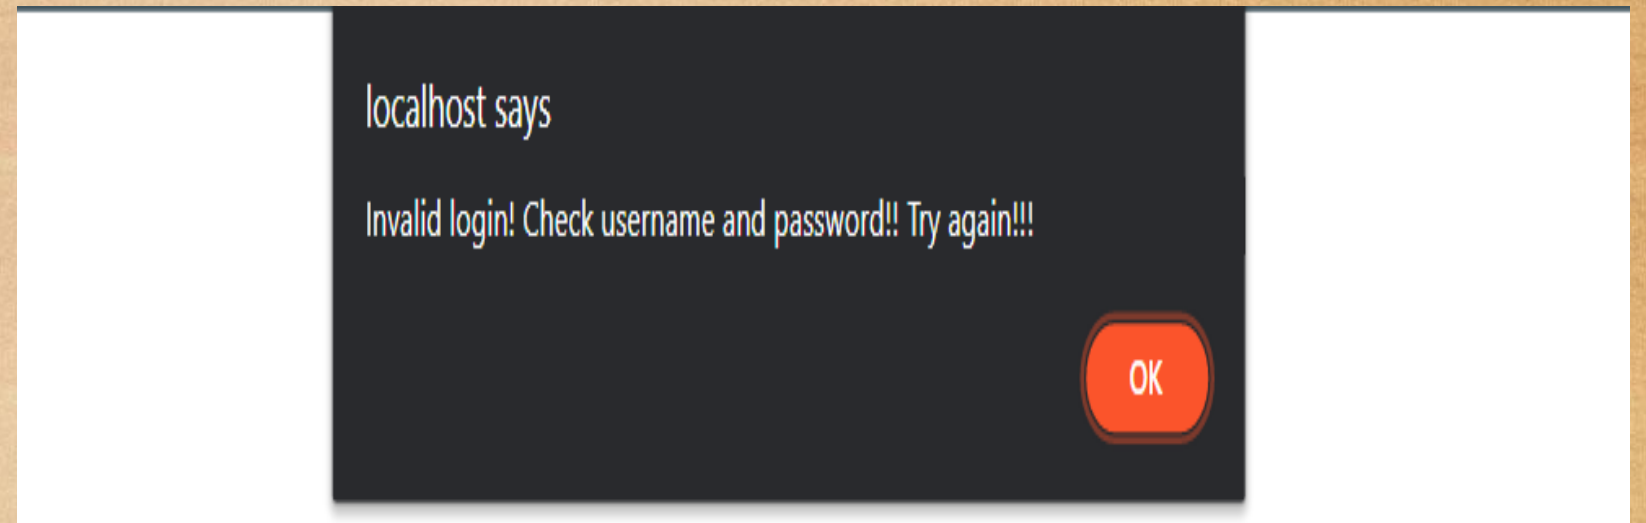 localhost says
Invalid login! Check username and password!! Try again!!!
OK